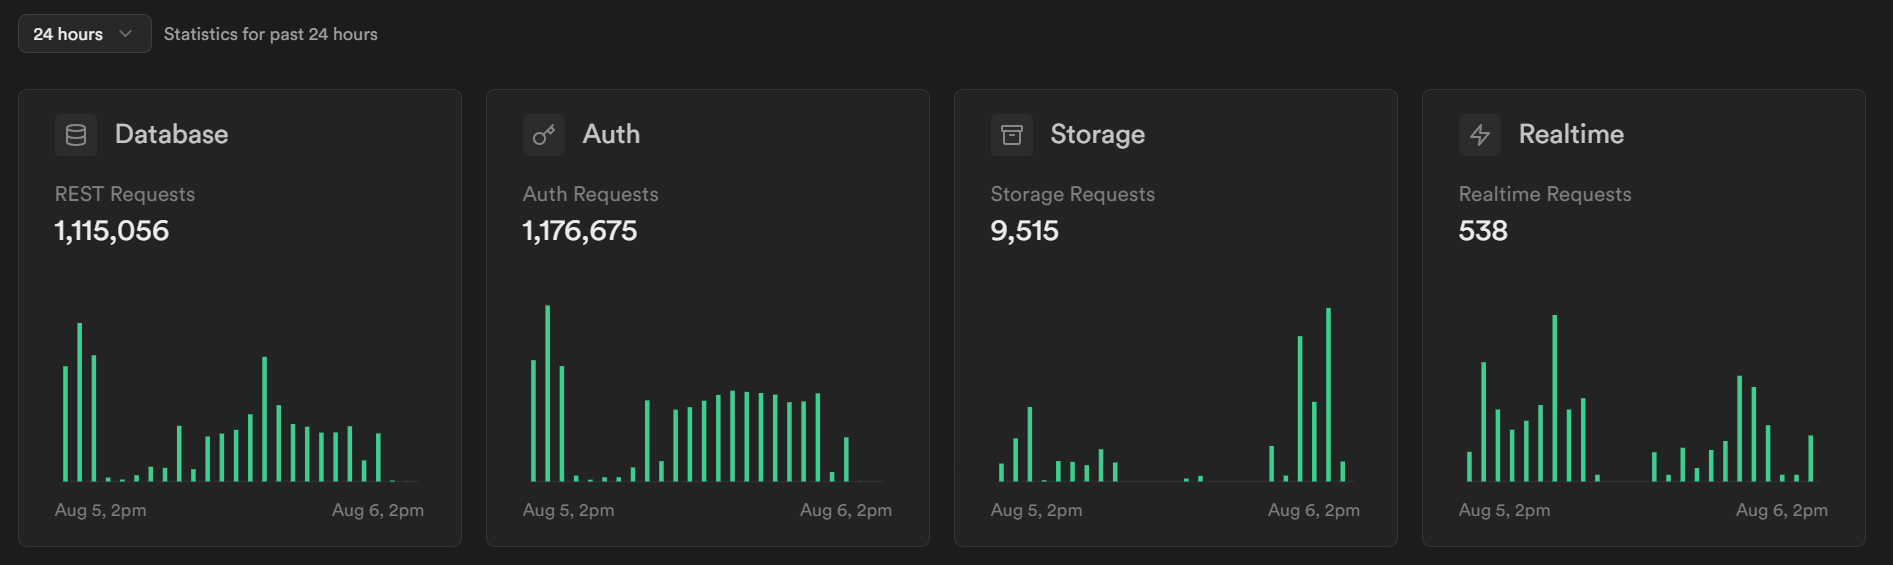 24 hours
Statistics for past 24 hours
Database
REST Requests
1,115,056
Aug 5, 2pm
Aug 6, 2pm
Auth
Auth Requests
1,176,675
Aug 5, 2pm
Aug 6, 2pm
Storage
Storage Requests
9,515
Aug 5, 2pm
Aug 6, 2pm
Realtime
Realtime Requests
538
Aug 5, 2pm
Aug 6, 2pm